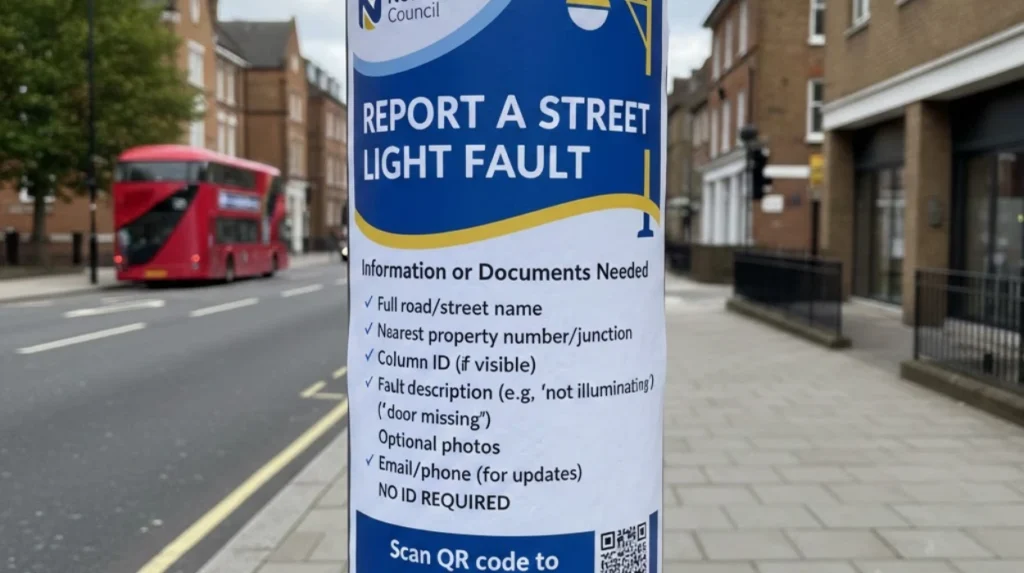 Council
REPORT A STREET
LIGHT FAULT
Information or Documents Needed
✓ Full road/street name
✓ Nearest property number/junction
✓ Column ID (if visible)
✓ Fault description (e.g, 'not illuminating')
("door missing")
Optional photos
✓ Email/phone (for updates)
NO ID REQUIRED
Scan QR code to